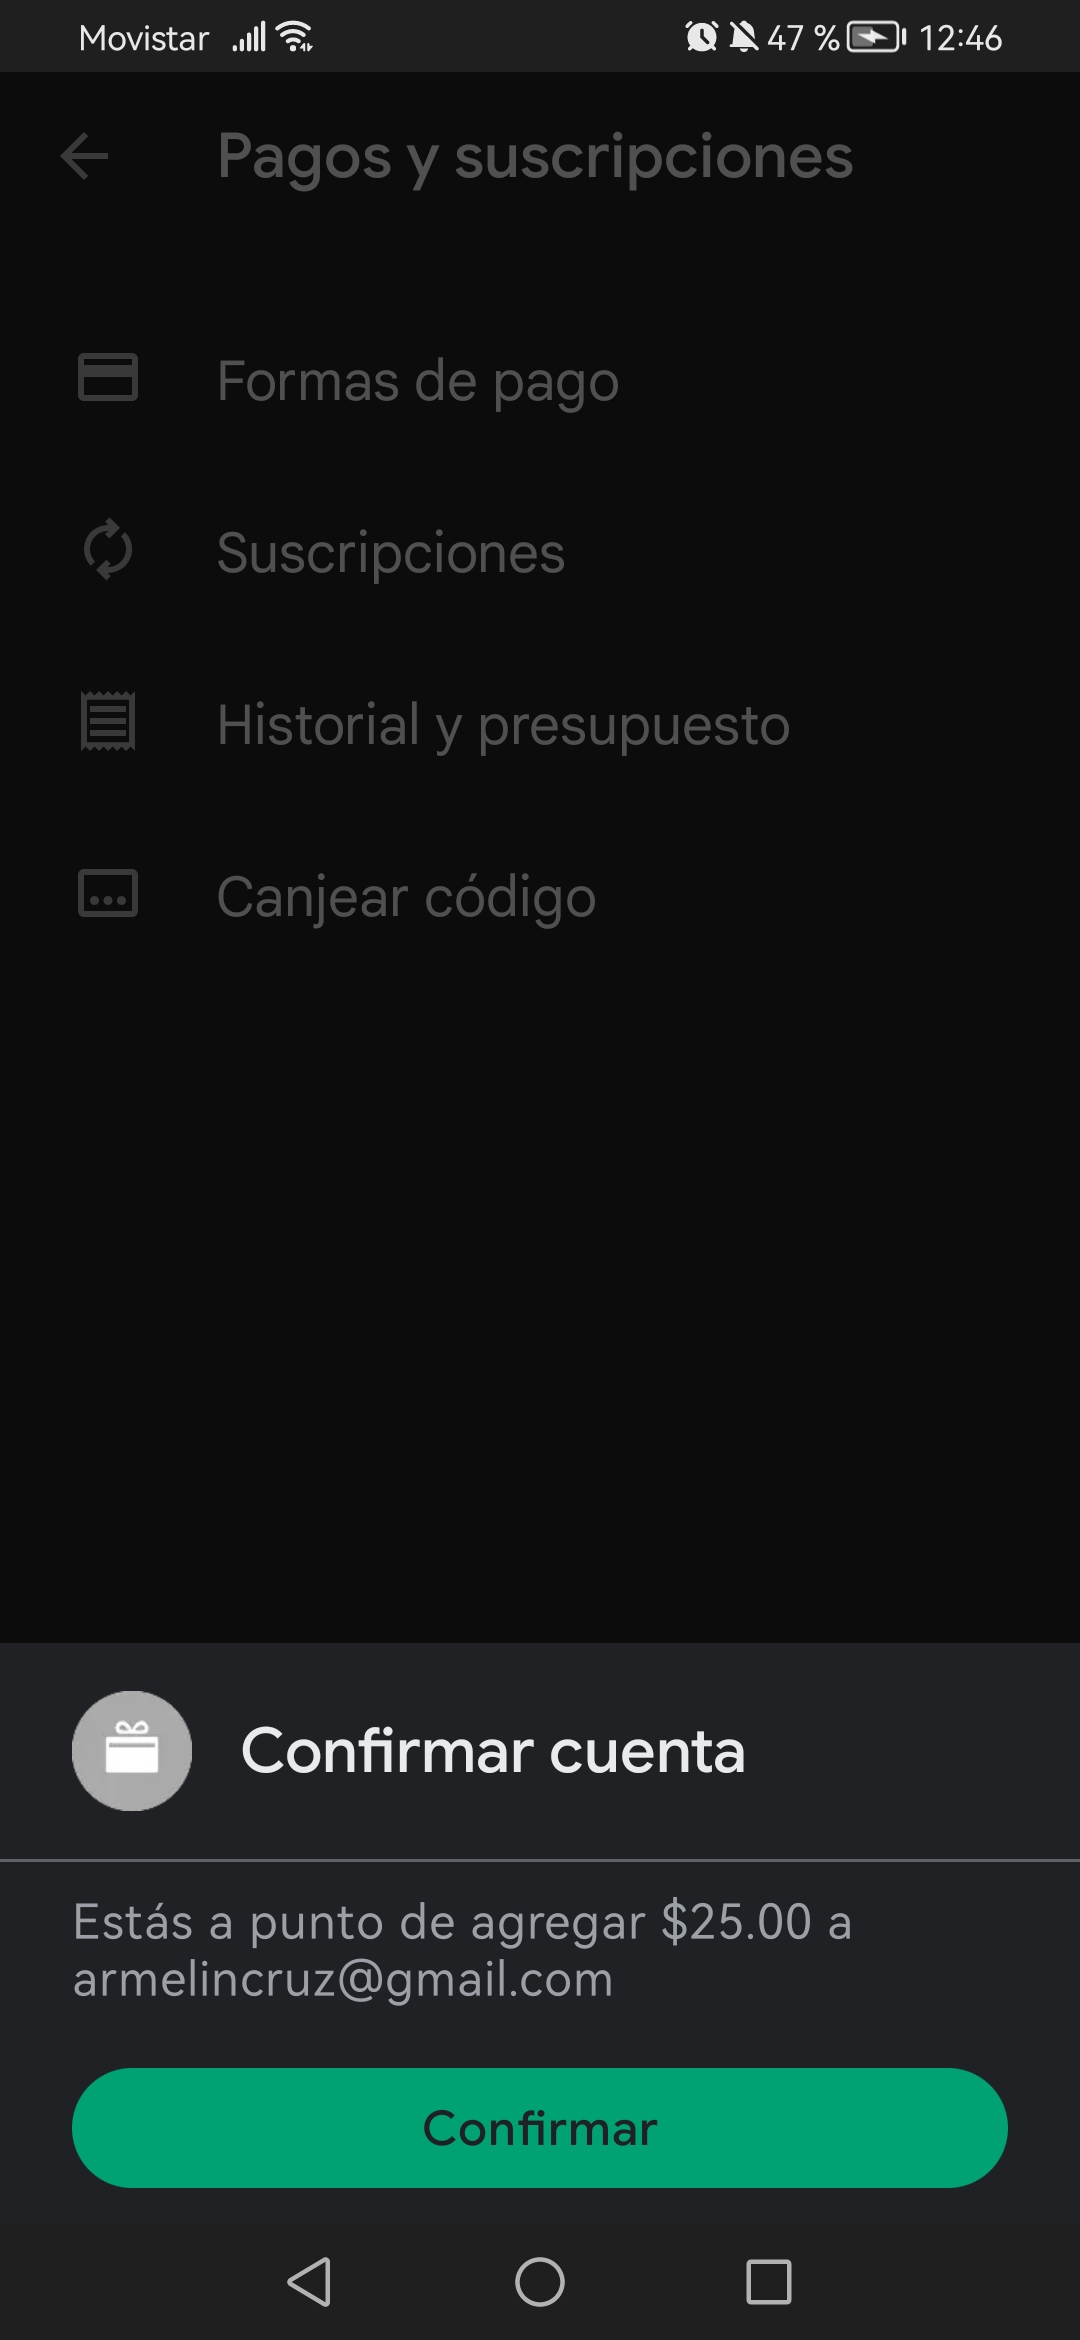 Movistar 47 % 12:46
Pagos y suscripciones
Formas de pago
Suscripciones
Historial y presupuesto
Canjear código
Confirmar cuenta
Estás a punto de agregar $25.00 a
armelincruz@gmail.com
Confirmar